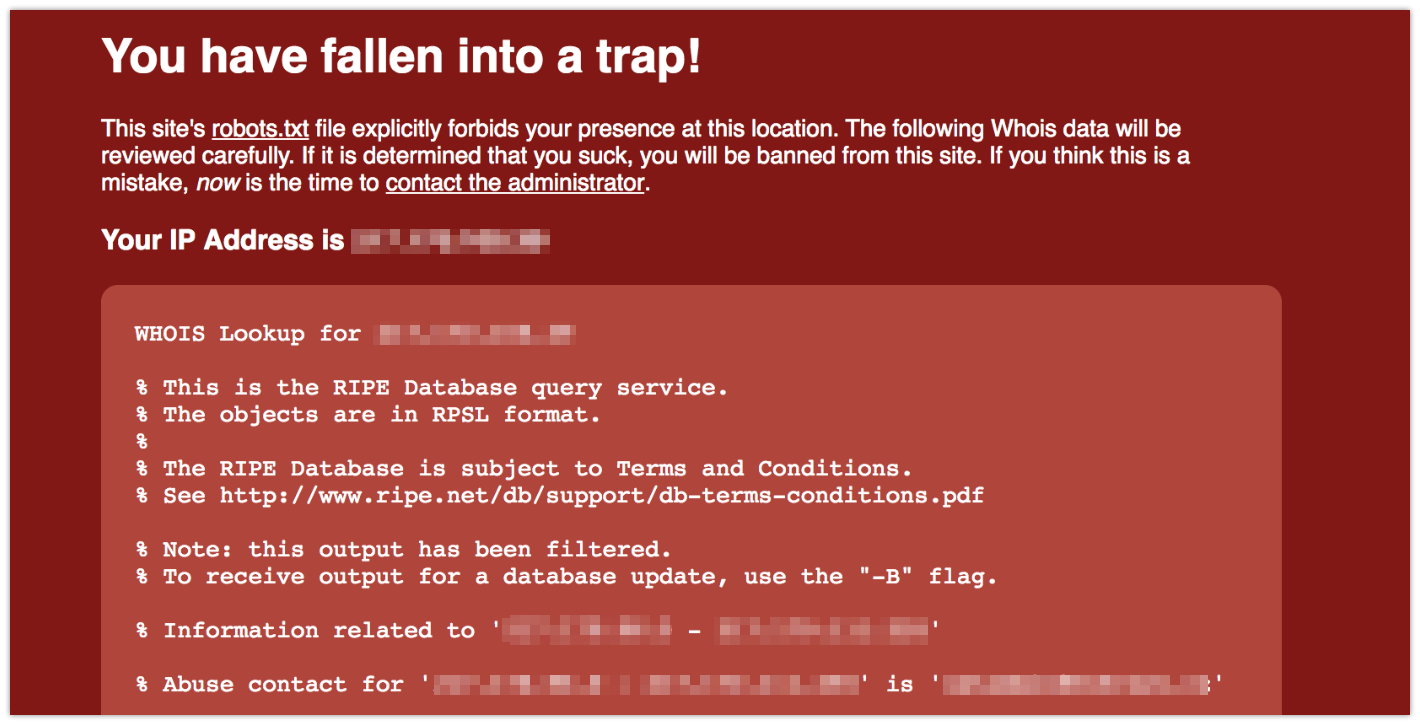 You have fallen into a trap!
This site's robots.txt file explicitly forbids your presence at this location. The following Whois data will be
reviewed carefully. If it is determined that you suck, you will be banned from this site. If you think this is a
mistake, now is the time to contact the administrator.
Your IP Address is
WHOIS Lookup for
% This is the RIPE Database query service.
% The objects are in RPSL format.
%
% The RIPE Database is subject to Terms and Conditions.
% See http://www.ripe.net/db/support/db-terms-conditions.pdf
% Note: this output has been filtered.
% To receive output for a database update, use the "-B" flag.
% Information related to ' - '
% Abuse contact for ' ' is ' '